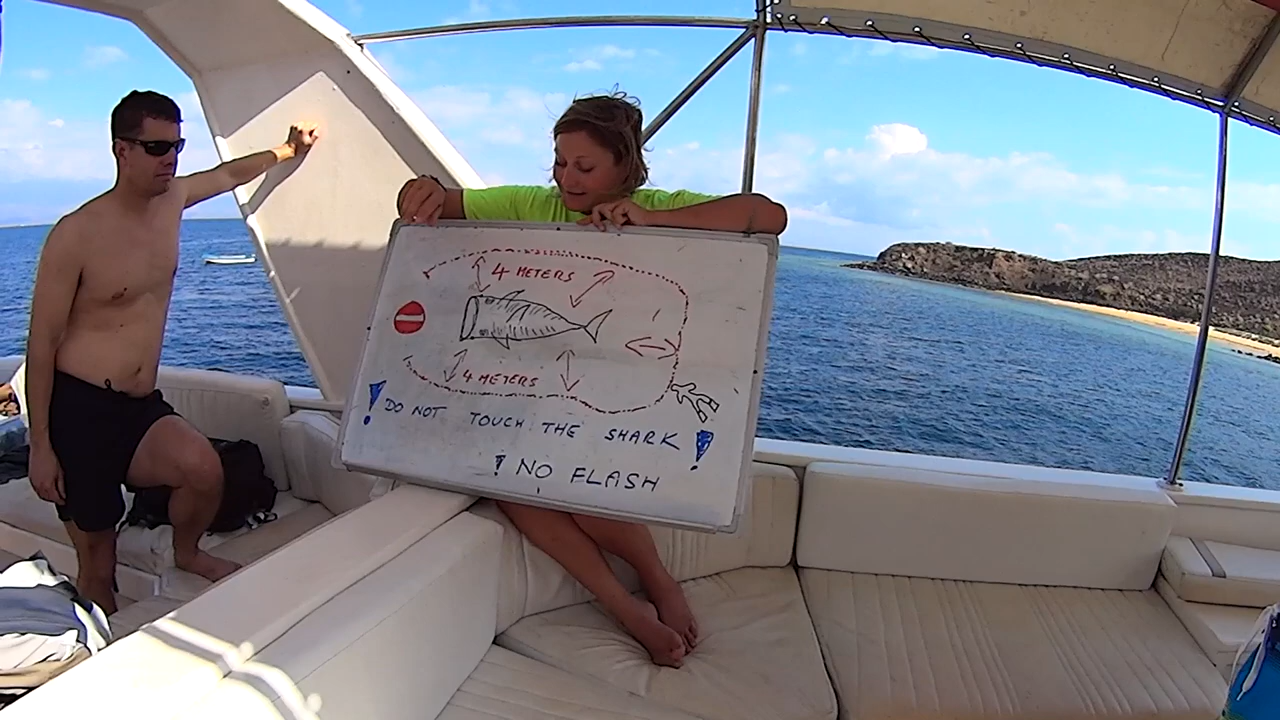 4 METERS
4 METERS
! DO NOT TOUCH THE SHARK !
! NO FLASH